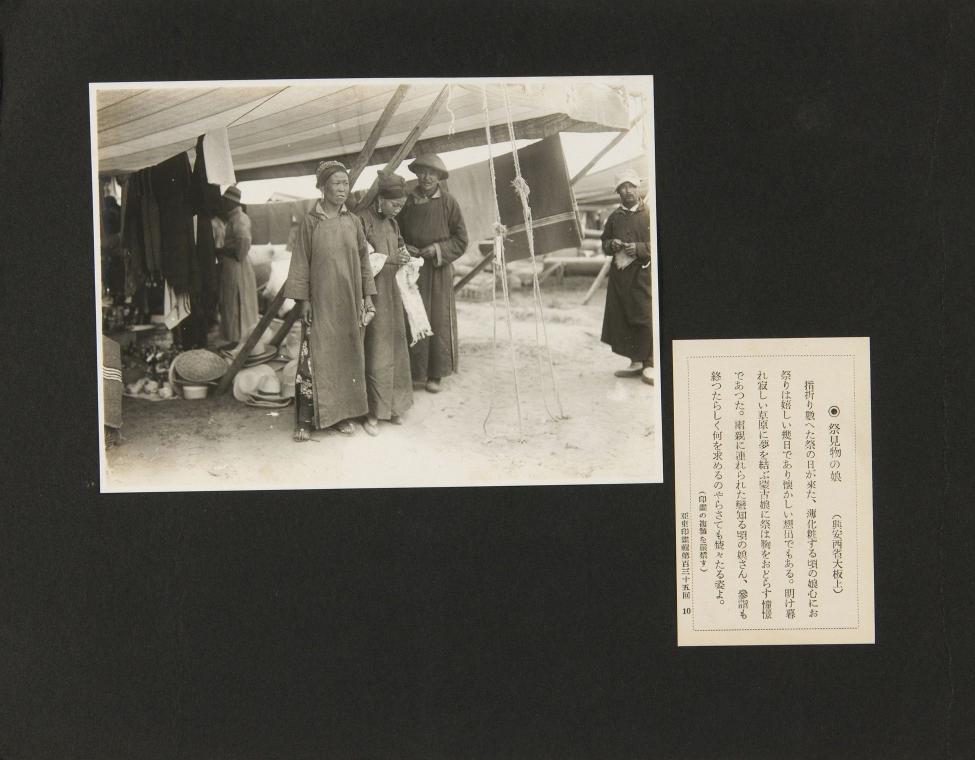 ◉ 祭見物の娘 (興安西省大板上)
指折り數へた祭の日が來た、薄化粧する頃の娘心にお
祭りは嬉しい幾日であり懷かしい想出でもある。明け暮
れ寂しい草原に夢を結ぶ蒙古娘に祭は胸をおどらす憧憬
であつた。兩親に連れられた戀知る頃の娘さん、參詣も
終つたらしく何を求めるのやらさても楚々たる姿よ。
(印畫の複製を嚴禁す)
亞東印畫輯第百三十五回 10